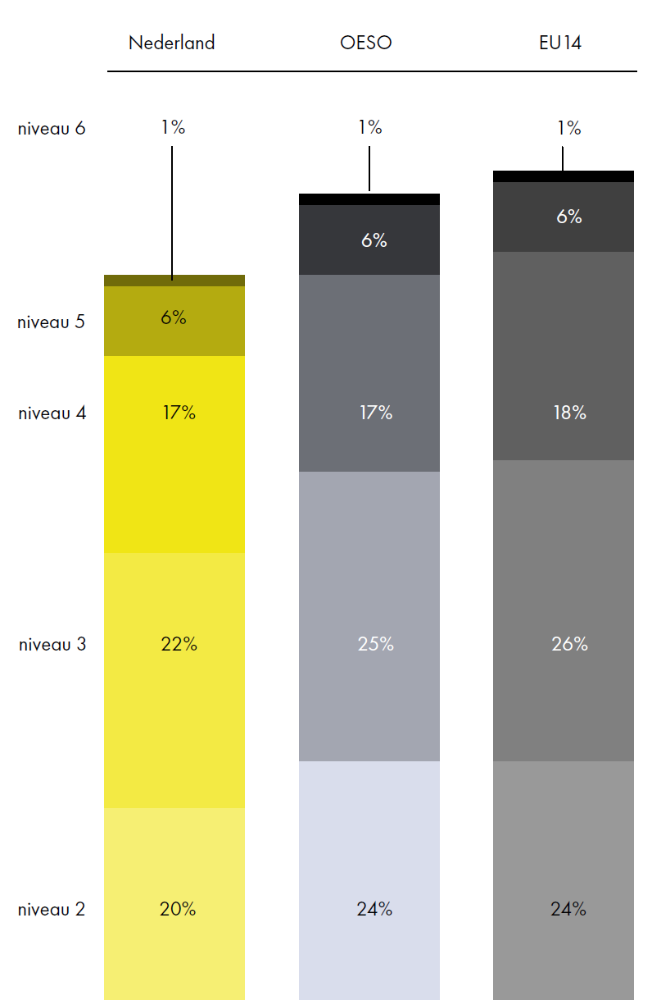 Nederland OESO EU14
niveau 6 1% 1% 1%
6%
6%
niveau 5 6%
niveau 4 17% 17% 18%
niveau 3 22% 25% 26%
niveau 2 20% 24% 24%